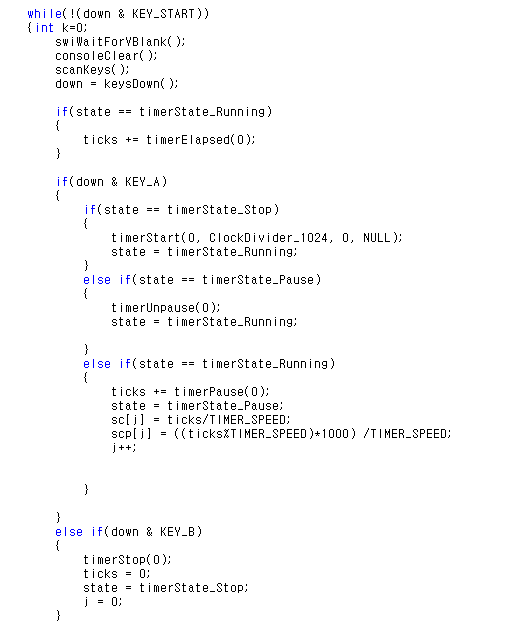 while(!(down & KEY_START))
{int k=0;
swiWaitForVBlank();
consoleClear();
scanKeys();
down = keysDown();
if(state == timerState_Running)
{
ticks += timerElapsed(0);
}
if(down & KEY_A)
{
if(state == timerState_Stop)
{
timerStart(0, ClockDivider_1024, 0, NULL);
state = timerState_Running;
}
else if(state == timerState_Pause)
{
timerUnpause(0);
state = timerState_Running;
}
else if(state == timerState_Running)
{
ticks += timerPause(0);
state = timerState_Pause;
sc[j] = ticks/TIMER_SPEED;
scp[j] = ((ticks%TIMER_SPEED)*1000) /TIMER_SPEED;
j++;
}
}
else if(down & KEY_B)
{
timerStop(0);
ticks = 0;
state = timerState_Stop;
j = 0;
}